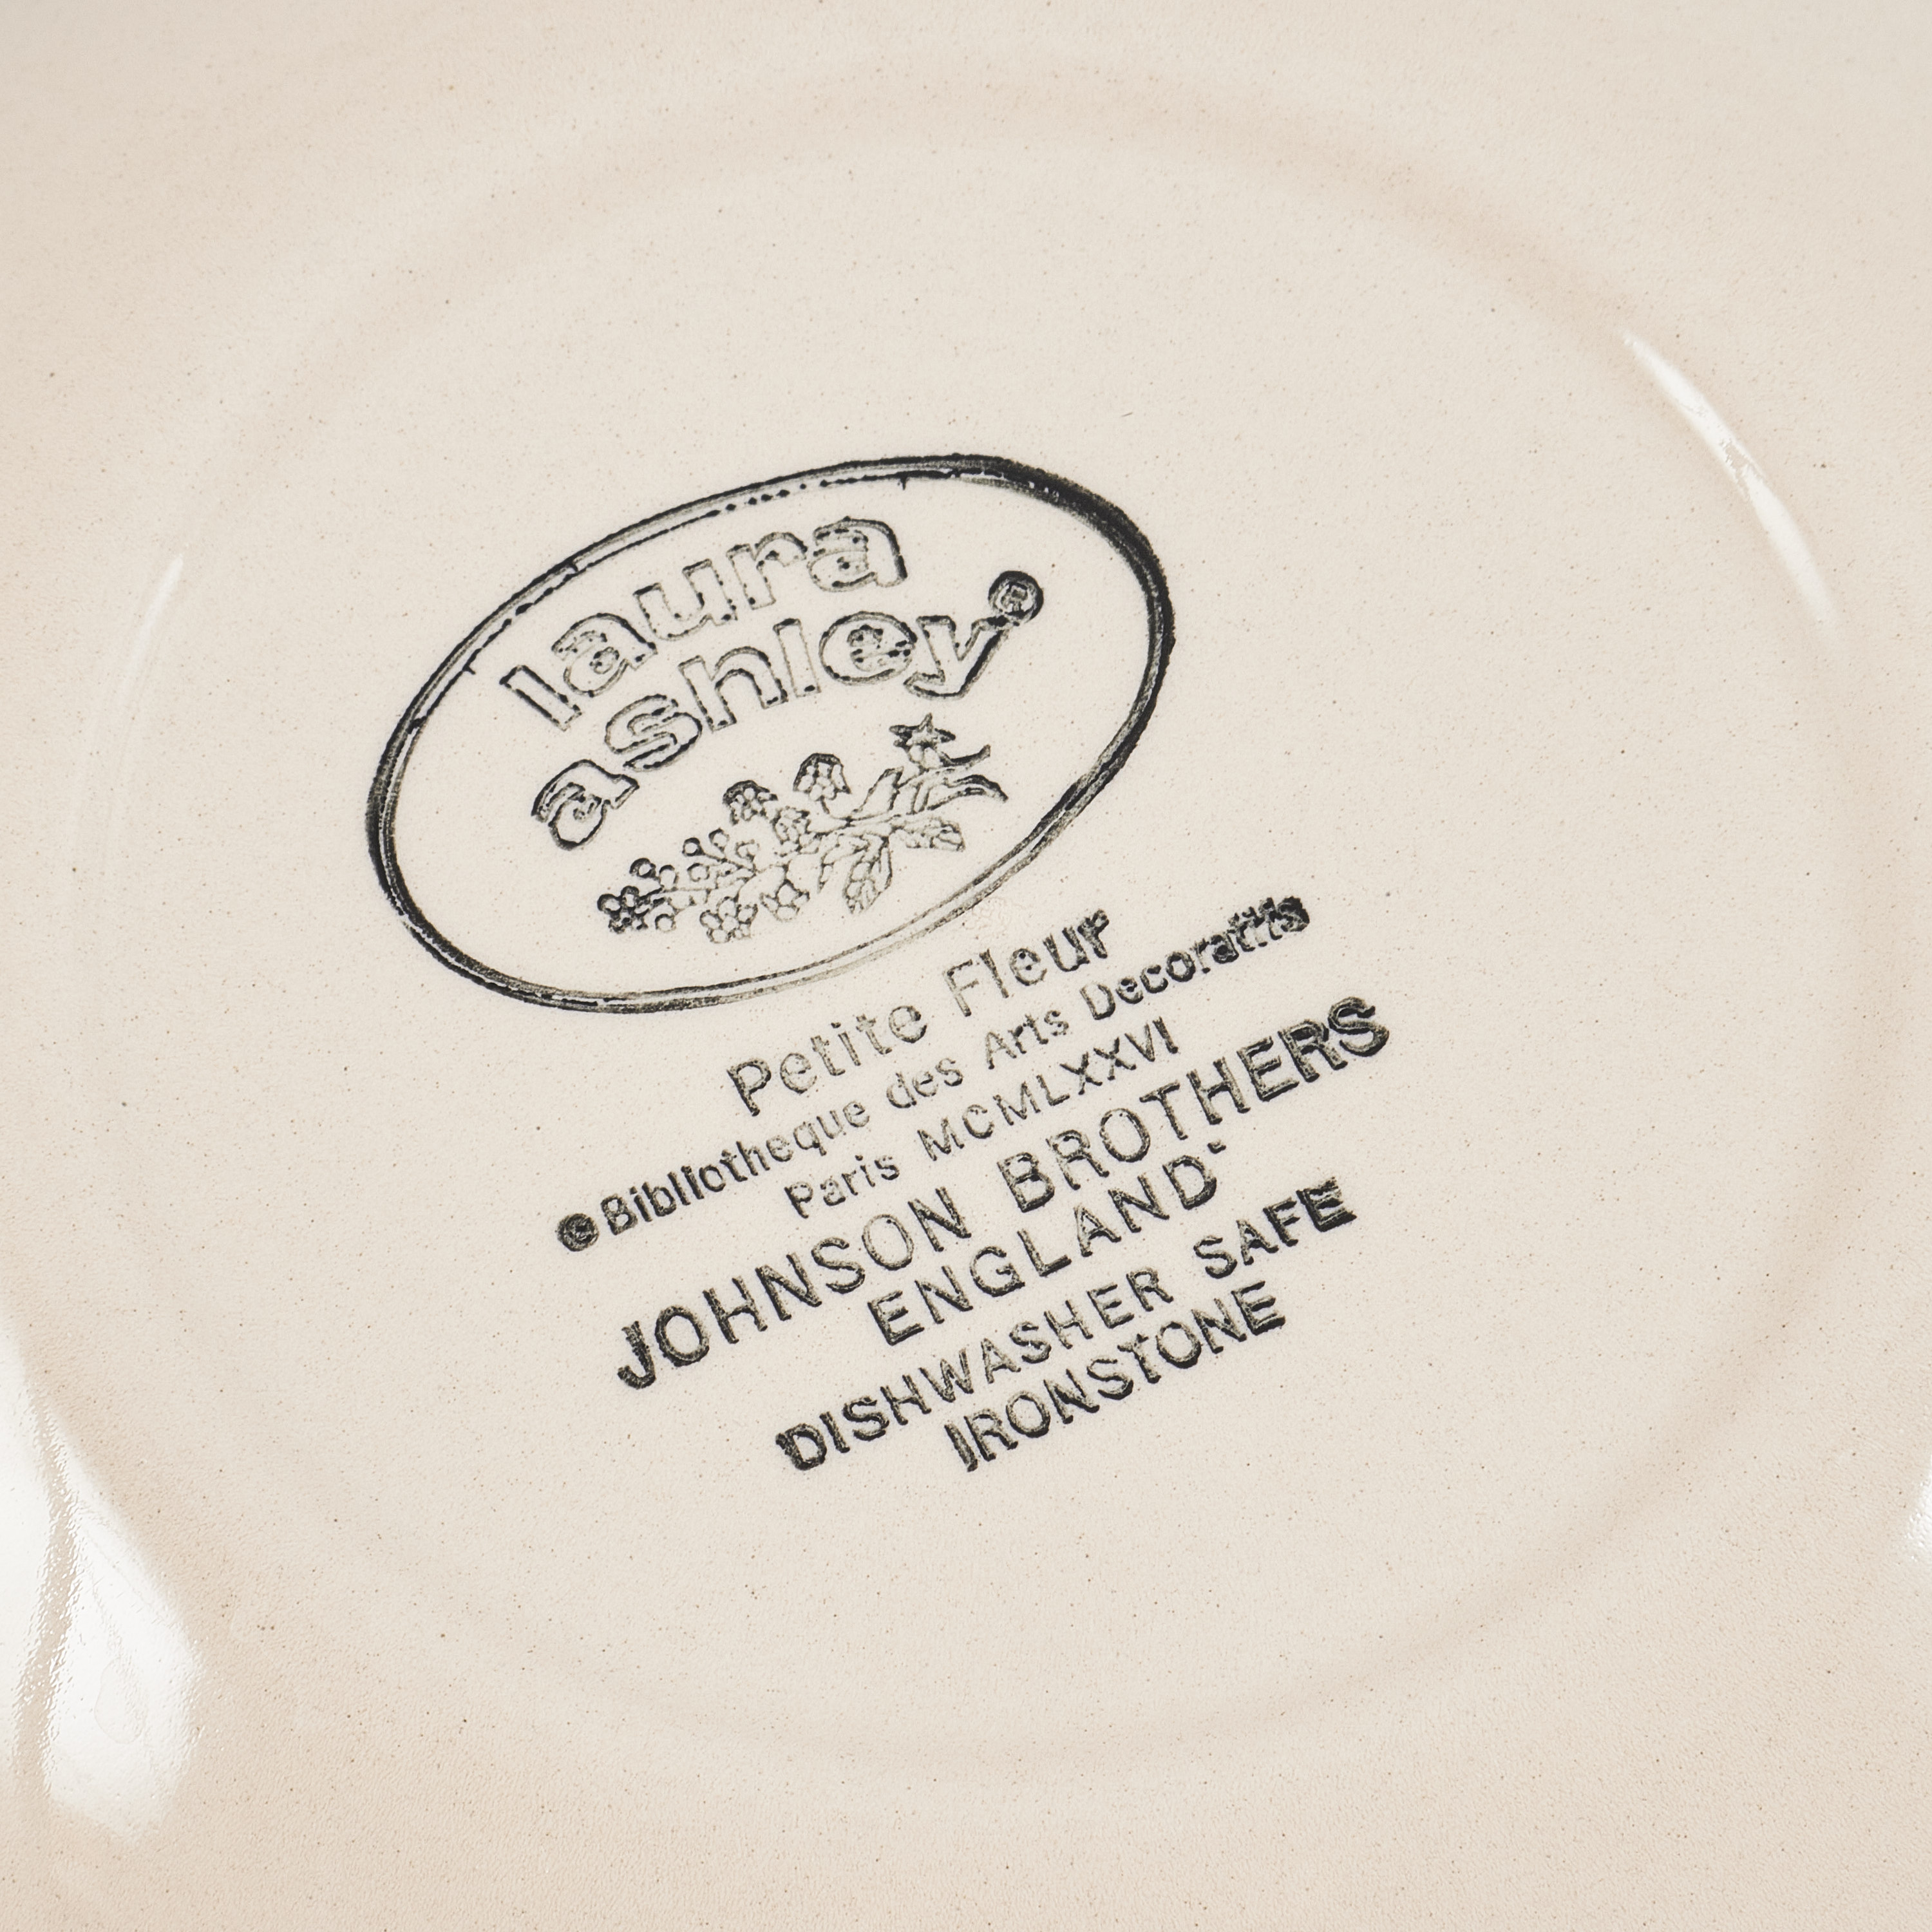 laura
ashley®
Petite Fleur
©Bibliotheque des Arts Decoratifs
Paris MCMLXXVI
JOHNSON BROTHERS
ENGLAND
DISHWASHER SAFE
IRONSTONE